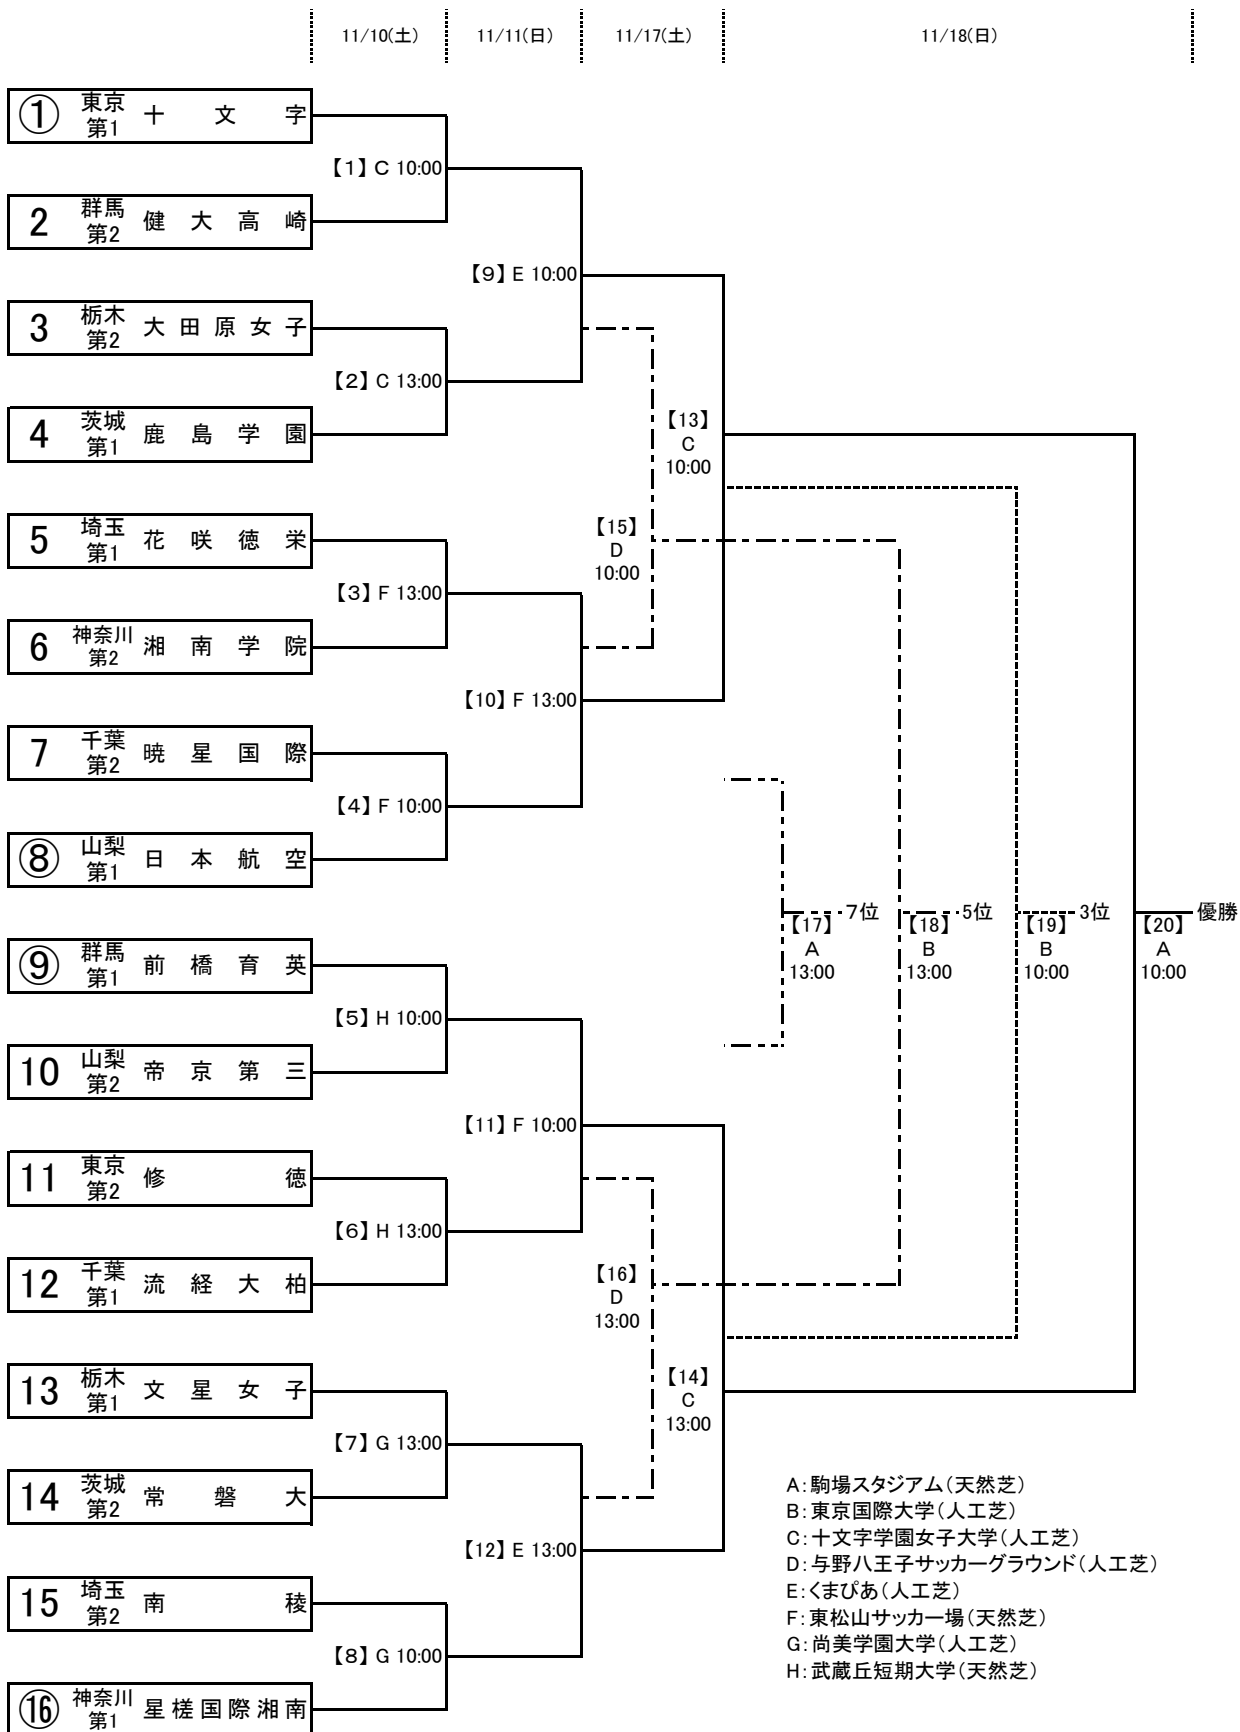 11/10(土) 11/11(日) 11/17(土) 11/18(日)
① 東京第1 十文字
【1】 C 10:00
2 群馬第2 健大高崎
【9】 E 10:00
3 栃木第2 大田原女子
【2】 C 13:00
4 茨城第1 鹿島学園
【13】
C
10:00
5 埼玉第1 花咲徳栄
【15】
D
10:00
【3】 F 13:00
6 神奈川第2 湘南学院
【10】 F 13:00
7 千葉第2 暁星国際
【4】 F 10:00
⑧ 山梨第1 日本航空
7位 5位 3位 優勝
【17】 【18】 【19】 【20】
A B B A
13:00 13:00 10:00 10:00
⑨ 群馬第1 前橋育英
【5】 H 10:00
10 山梨第2 帝京第三
【11】 F 10:00
11 東京第2 修徳
【6】 H 13:00
12 千葉第1 流経大柏
【16】
D
13:00
13 栃木第1 文星女子
【14】
C
13:00
【7】 G 13:00
14 茨城第2 常磐大
【12】 E 13:00
15 埼玉第2 南稜
【8】 G 10:00
⑯ 神奈川第1 星槎国際湘南
A:駒場スタジアム(天然芝)
B:東京国際大学(人工芝)
C:十文字学園女子大学(人工芝)
D:与野八王子サッカーグラウンド(人工芝)
E:くまぴあ(人工芝)
F:東松山サッカー場(天然芝)
G:尚美学園大学(人工芝)
H:武蔵丘短期大学(天然芝)